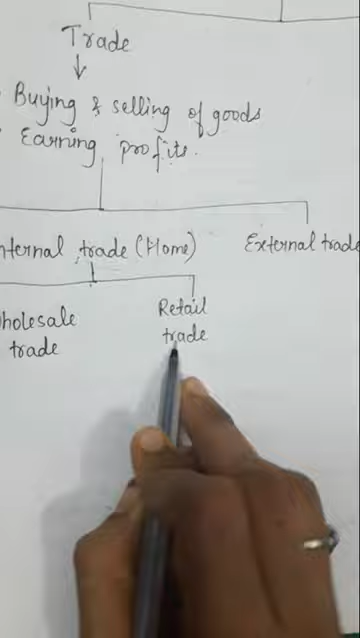 Trade
Buying & selling of goods
Earning profits.
nternal trade (Home)
External trade
holesale
trade
Retail
trade